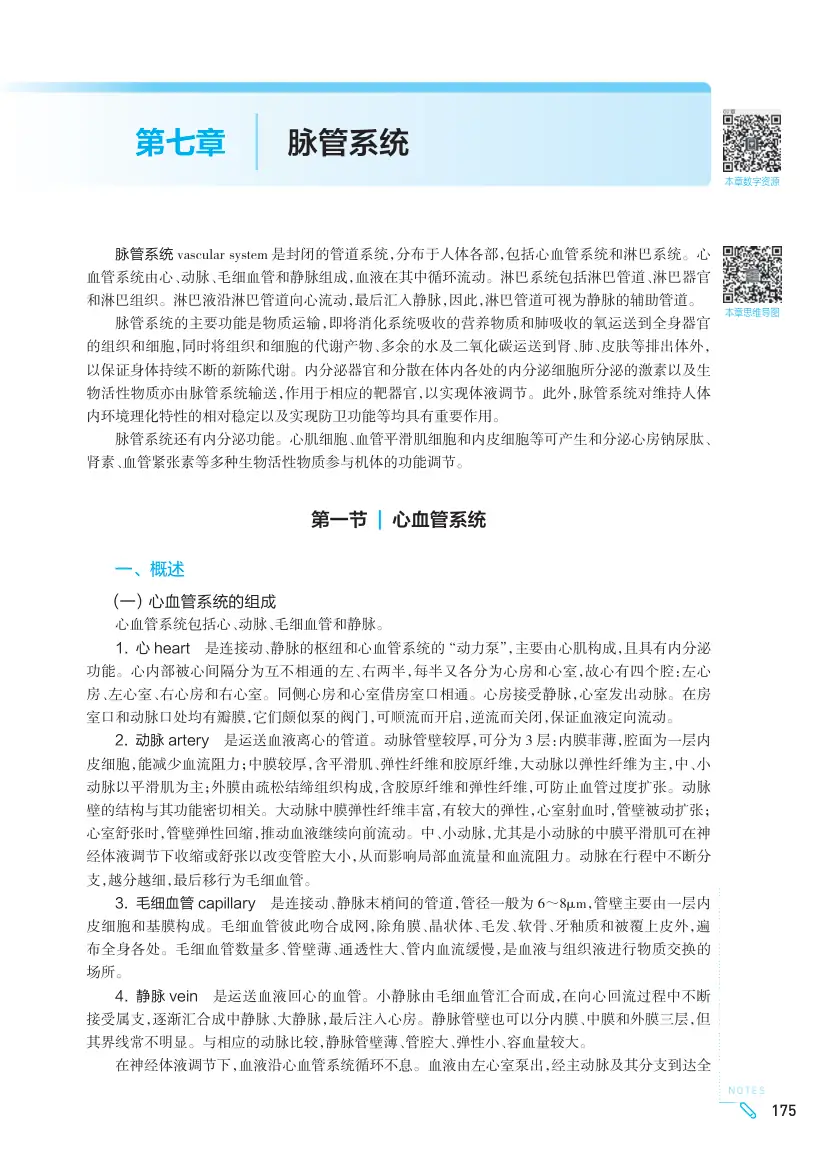 第七章 脉管系统
本章数字资源
脉管系统 vascular system 是封闭的管道系统,分布于人体各部,包括心血管系统和淋巴系统。心
血管系统由心、动脉、毛细血管和静脉组成,血液在其中循环流动。淋巴系统包括淋巴管道、淋巴器官
和淋巴组织。淋巴液沿淋巴管道向心流动,最后汇入静脉,因此,淋巴管道可视为静脉的辅助管道。
本章思维导图
脉管系统的主要功能是物质运输,即将消化系统吸收的营养物质和肺吸收的氧运送到全身器官
的组织和细胞,同时将组织和细胞的代谢产物、多余的水及二氧化碳运送到肾、肺、皮肤等排出体外,
以保证身体持续不断的新陈代谢。内分泌器官和分散在体内各处的内分泌细胞所分泌的激素以及生
物活性物质亦由脉管系统输送,作用于相应的靶器官,以实现体液调节。此外,脉管系统对维持人体
内环境理化特性的相对稳定以及实现防卫功能等均具有重要作用。
脉管系统还有内分泌功能。心肌细胞、血管平滑肌细胞和内皮细胞等可产生和分泌心房钠尿肽、
肾素、血管紧张素等多种生物活性物质参与机体的功能调节。
第一节 | 心血管系统
一、概述
(一) 心血管系统的组成
心血管系统包括心、动脉、毛细血管和静脉。
1. 心 heart 是连接动、静脉的枢纽和心血管系统的“动力泵”,主要由心肌构成,且具有内分泌
功能。心内部被心间隔分为互不相通的左、右两半,每半又各分为心房和心室,故心有四个腔:左心
房、左心室、右心房和右心室。同侧心房和心室借房室口相通。心房接受静脉,心室发出动脉。在房
室口和动脉口处均有瓣膜,它们颇似泵的阀门,可顺流而开启,逆流而关闭,保证血液定向流动。
2. 动脉 artery 是运送血液离心的管道。动脉管壁较厚,可分为 3 层:内膜菲薄,腔面为一层内
皮细胞,能减少血流阻力;中膜较厚,含平滑肌、弹性纤维和胶原纤维,大动脉以弹性纤维为主,中、小
动脉以平滑肌为主;外膜由疏松结缔组织构成,含胶原纤维和弹性纤维,可防止血管过度扩张。动脉
壁的结构与其功能密切相关。大动脉中膜弹性纤维丰富,有较大的弹性,心室射血时,管壁被动扩张;
心室舒张时,管壁弹性回缩,推动血液继续向前流动。中、小动脉,尤其是小动脉的中膜平滑肌可在神
经体液调节下收缩或舒张以改变管腔大小,从而影响局部血流量和血流阻力。动脉在行程中不断分
支,越分越细,最后移行为毛细血管。
3. 毛细血管 capillary 是连接动、静脉末梢间的管道,管径一般为 6～8μm,管壁主要由一层内
皮细胞和基膜构成。毛细血管彼此吻合成网,除角膜、晶状体、毛发、软骨、牙釉质和被覆上皮外,遍
布全身各处。毛细血管数量多、管壁薄、通透性大、管内血流缓慢,是血液与组织液进行物质交换的
场所。
4. 静脉 vein 是运送血液回心的血管。小静脉由毛细血管汇合而成,在向心回流过程中不断
接受属支,逐渐汇合成中静脉、大静脉,最后注入心房。静脉管壁也可以分内膜、中膜和外膜三层,但
其界线常不明显。与相应的动脉比较,静脉管壁薄、管腔大、弹性小、容血量较大。
在神经体液调节下,血液沿心血管系统循环不息。血液由左心室泵出,经主动脉及其分支到达全
NOTES
175